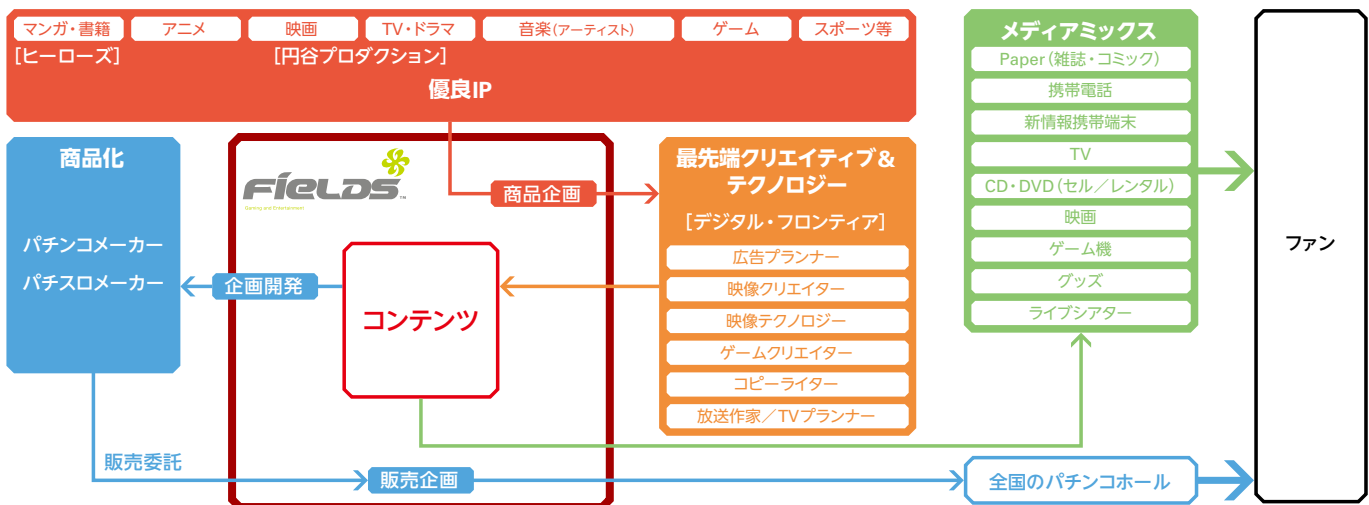 マンガ・書籍
アニメ
映画
TV・ドラマ
音楽(アーティスト)
ゲーム
スポーツ等
[ヒーローズ]
[円谷プロダクション]
優良IP
商品化
パチンコメーカー
パチスロメーカー
FIELDS
TM
Gaming and Entertainment
商品企画
企画開発
コンテンツ
販売委託
販売企画
最先端クリエイティブ&
テクノロジー
[デジタル・フロンティア]
広告プランナー
映像クリエイター
映像テクノロジー
ゲームクリエイター
コピーライター
放送作家/TVプランナー
メディアミックス
Paper(雑誌・コミック)
携帯電話
新情報携帯端末
TV
CD・DVD(セル/レンタル)
映画
ゲーム機
グッズ
ライブシアター
全国のパチンコホール
ファン